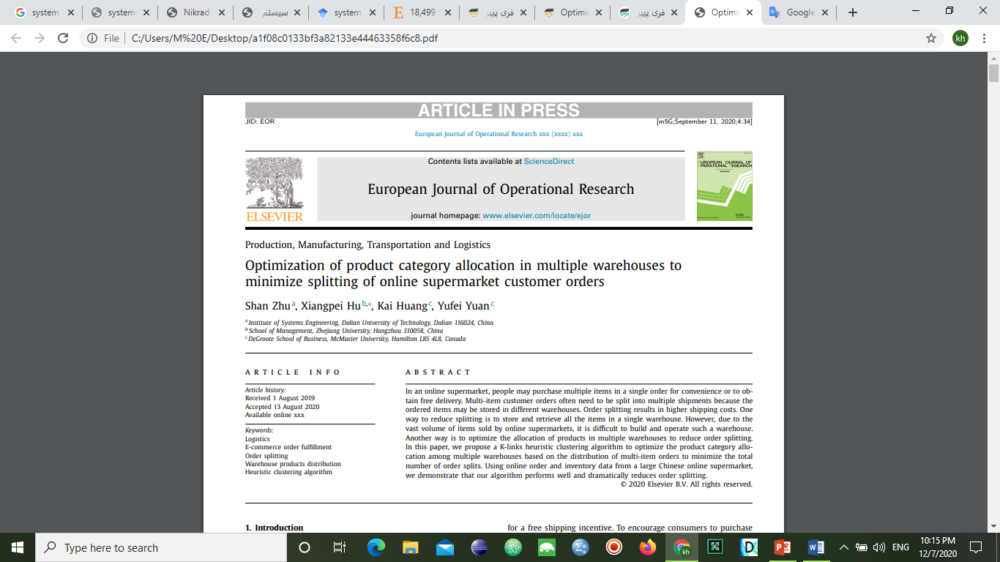 system
system
Nikrad
سیستم
system
18,499
فری پیپر
Optimi
فری پیپر
Optimi
Google
File
C:/Users/M%20E/Desktop/a1f08c0133bf3a82133e44463358f6c8.pdf
kh
ARTICLE IN PRESS
JID: EOR
[m5G;September 11, 2020;4:34]
European Journal of Operational Research xxx (xxxx) xxx
Contents lists available at ScienceDirect
European Journal of Operational Research
journal homepage: www.elsevier.com/locate/ejor
ELSEVIER
EUROPEAN JOURNAL OF
OPERATIONAL RESEARCH
Production, Manufacturing, Transportation and Logistics
Optimization of product category allocation in multiple warehouses to
minimize splitting of online supermarket customer orders
Shan Zhu a, Xiangpei Hu b,*, Kai Huang c, Yufei Yuan c
a Institute of Systems Engineering, Dalian University of Technology, Dalian 116024, China
b School of Management, Zhejiang University, Hangzhou 310058, China
c DeGroote School of Business, McMaster University, Hamilton L8S 4L8, Canada
ARTICLE INFO
Article history:
Received 1 August 2019
Accepted 13 August 2020
Available online xxx
Keywords:
Logistics
E-commerce order fulfillment
Order splitting
Warehouse products distribution
Heuristic clustering algorithm
ABSTRACT
In an online supermarket, people may purchase multiple items in a single order for convenience or to ob-
tain free delivery. Multi-item customer orders often need to be split into multiple shipments because the
ordered items may be stored in different warehouses. Order splitting results in higher shipping costs. One
way to reduce splitting is to store and retrieve all the items in a single warehouse. However, due to the
vast volume of items sold by online supermarkets, it is difficult to build and operate such a warehouse.
Another way is to optimize the allocation of products in multiple warehouses to reduce order splitting.
In this paper, we propose a K-links heuristic clustering algorithm to optimize the product category allo-
cation among multiple warehouses based on the distribution of multi-item orders to minimize the total
number of order splits. Using online order and inventory data from a large Chinese online supermarket,
we demonstrate that our algorithm performs well and dramatically reduces order splitting.
© 2020 Elsevier B.V. All rights reserved.
1. Introduction
for a free shipping incentive. To encourage consumers to purchase
Type here to search
ENG
10:15 PM
12/7/2020